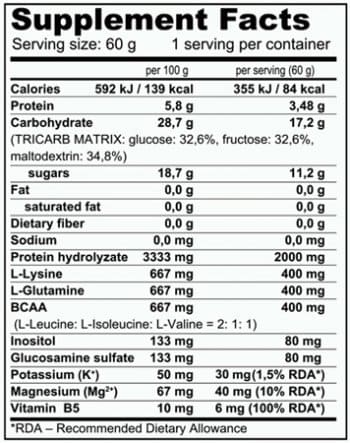 Supplement Facts
Serving size: 60 g 1 serving per container
per 100 g per serving (60 g)
Calories 592 kJ / 139 kcal 355 kJ / 84 kcal
Protein 5,8 g 3,48 g
Carbohydrate 28,7 g 17,2 g
(TRICARB MATRIX: glucose: 32,6%, fructose: 32,6%,
maltodextrin: 34,8%)
sugars 18,7 g 11,2 g
Fat 0,0 g 0,0 g
saturated fat 0,0 g 0,0 g
Dietary fiber 0,0 g 0,0 g
Sodium 0,0 mg 0,0 mg
Protein hydrolyzate 3333 mg 2000 mg
L-Lysine 667 mg 400 mg
L-Glutamine 667 mg 400 mg
BCAA 667 mg 400 mg
(L-Leucine: L-Isoleucine: L-Valine = 2: 1: 1)
Inositol 133 mg 80 mg
Glucosamine sulfate 133 mg 80 mg
Potassium (K⁺) 50 mg 30 mg(1,5% RDA*)
Magnesium (Mg²⁺) 67 mg 40 mg (10% RDA*)
Vitamin B5 10 mg 6 mg (100% RDA*)
*RDA – Recommended Dietary Allowance